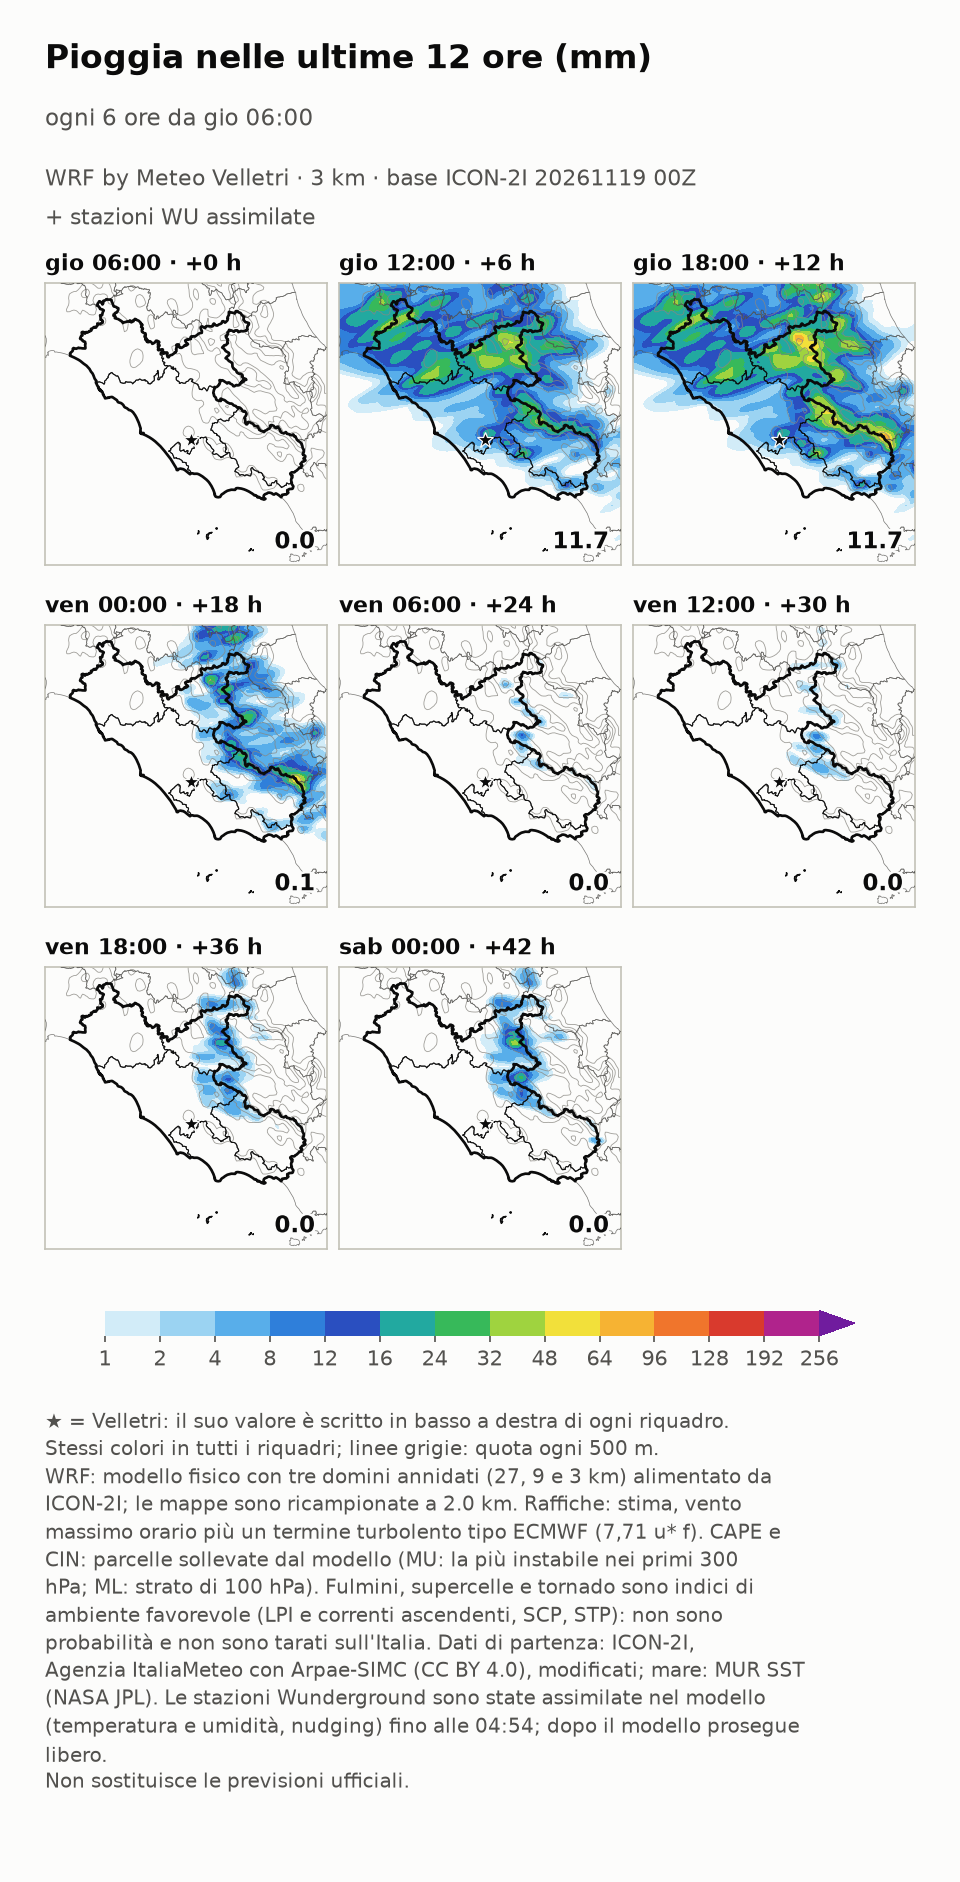 Pioggia nelle ultime 12 ore (mm)
ogni 6 ore da gio 06:00
WRF by Meteo Velletri · 3 km · base ICON-2I 20261119 00Z
+ stazioni WU assimilate
gio 06:00 · +0 h
gio 12:00 · +6 h
gio 18:00 · +12 h
0.0
11.7
11.7
ven 00:00 · +18 h
ven 06:00 · +24 h
ven 12:00 · +30 h
0.1
0.0
0.0
ven 18:00 · +36 h
sab 00:00 · +42 h
0.0
0.0
1 2 4 8 12 16 24 32 48 64 96 128 192 256
★ = Velletri: il suo valore è scritto in basso a destra di ogni riquadro.
Stessi colori in tutti i riquadri; linee grigie: quota ogni 500 m.
WRF: modello fisico con tre domini annidati (27, 9 e 3 km) alimentato da
ICON-2I; le mappe sono ricampionate a 2.0 km. Raffiche: stima, vento
massimo orario più un termine turbolento tipo ECMWF (7,71 u* f). CAPE e
CIN: parcelle sollevate dal modello (MU: la più instabile nei primi 300
hPa; ML: strato di 100 hPa). Fulmini, supercelle e tornado sono indici di
ambiente favorevole (LPI e correnti ascendenti, SCP, STP): non sono
probabilità e non sono tarati sull'Italia. Dati di partenza: ICON-2I,
Agenzia ItaliaMeteo con Arpae-SIMC (CC BY 4.0), modificati; mare: MUR SST
(NASA JPL). Le stazioni Wunderground sono state assimilate nel modello
(temperatura e umidità, nudging) fino alle 04:54; dopo il modello prosegue
libero.
Non sostituisce le previsioni ufficiali.